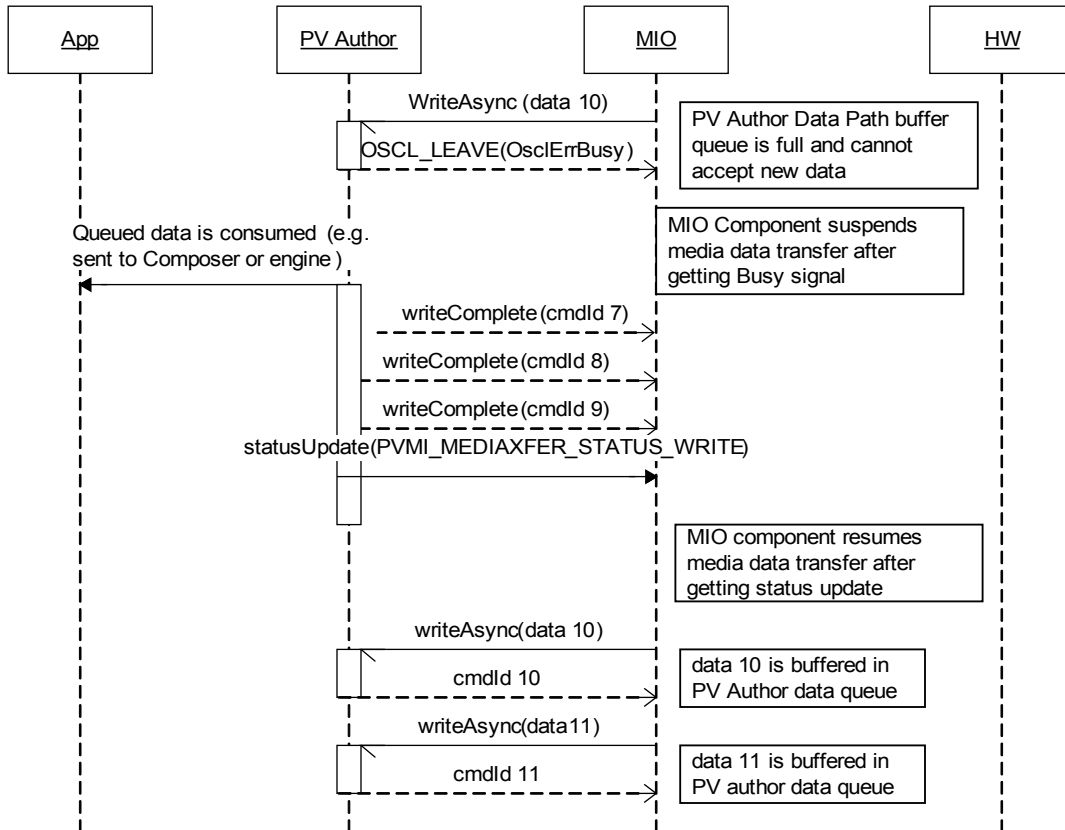 App
PV Author
MIO
HW
WriteAsync (data 10)
OSCL_LEAVE(OsclErrBusy)
PV Author Data Path buffer
queue is full and cannot
accept new data
MIO Component suspends
media data transfer after
getting Busy signal
Queued data is consumed (e.g.
sent to Composer or engine)
writeComplete(cmdId 7)
writeComplete(cmdId 8)
writeComplete(cmdId 9)
statusUpdate(PVMI_MEDIAXFER_STATUS_WRITE)
MIO component resumes
media data transfer after
getting status update
writeAsync(data 10)
cmdId 10
data 10 is buffered in
PV Author data queue
writeAsync(data11)
cmdId 11
data 11 is buffered in
PV author data queue